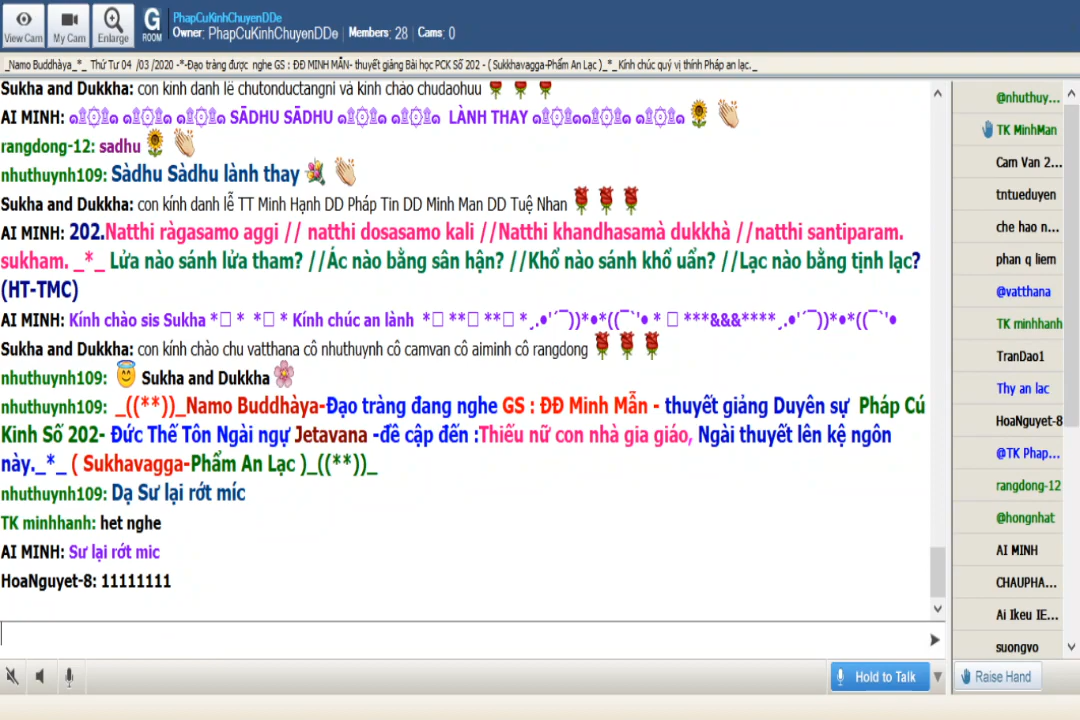 PhapCuKinhChuyenDDe
Owner: PhapCuKinhChuyenDDe Members: 28 Cams: 0
View Cam My Cam Enlarge G ROOM
_Namo Buddhàya_*_ Thứ Tư 04 /03 /2020 -*-Đạo tràng được nghe GS : ĐĐ MINH MẪN- thuyết giảng Bài học PCK Số 202 - ( Sukkhavagga-Phẩm An Lạc )_*_Kính chúc quý vị thính Pháp an lạc._
Sukha and Dukkha: con kinh danh lê chutonductangni và kinh chào chudaohuu
AI MINH: SĀDHU SĀDHU LÀNH THAY
rangdong-12: sadhu
nhuthuynh109: Sàdhu Sàdhu lành thay
Sukha and Dukkha: con kính danh lễ TT Minh Hạnh DD Pháp Tin DD Minh Man DD Tuệ Nhan
AI MINH: 202.Natthi ràgasamo aggi // natthi dosasamo kali //Natthi khandhasamà dukkhà //natthi santiparam.
sukham. _*_ Lửa nào sánh lửa tham? //Ác nào bằng sân hận? //Khổ nào sánh khổ uẩn? //Lạc nào bằng tịnh lạc?
(HT-TMC)
AI MINH: Kính chào sis Sukha *□ * *□ * Kính chúc an lành *□ **□ **□ *¸.•'´¯))*•*((¯`'• * □ ***&&&****¸.•'´¯))*•*((¯`'•
Sukha and Dukkha: con kính chào chu vatthana cô nhuthuynh cô camvan cô aiminh cô rangdong
nhuthuynh109: Sukha and Dukkha
nhuthuynh109: _((**))_Namo Buddhàya-Đạo tràng đang nghe GS : ĐĐ Minh Mẫn - thuyết giảng Duyên sự Pháp Cú
Kinh Số 202- Đức Thế Tôn Ngài ngự Jetavana -đề cập đến :Thiếu nữ con nhà gia giáo, Ngài thuyết lên kệ ngôn
này._*_ ( Sukhavagga-Phẩm An Lạc )_((**))_
nhuthuynh109: Dạ Sư lại rớt míc
TK minhhanh: het nghe
AI MINH: Sư lại rớt mic
HoaNguyet-8: 11111111
@nhuthuy...
TK MinhMan
Cam Van 2...
tntueduyen
che hao n...
phan q liem
@vatthana
TK minhhanh
TranDao1
Thy an lac
HoaNguyet-8
@TK Phap...
rangdong-12
@hongnhat
AI MINH
CHAUPHA...
Ai Ikeu IE...
suongvo
Hold to Talk Raise Hand